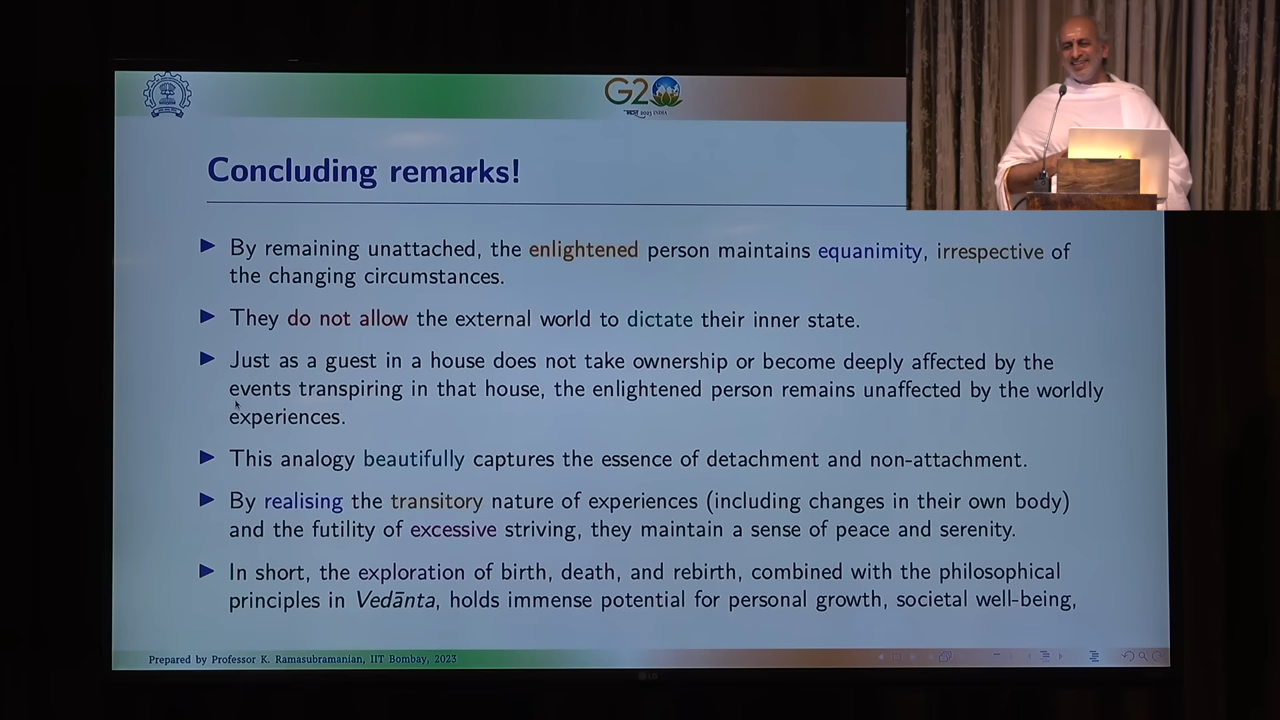 G20
2023 INDIA
Concluding remarks!
By remaining unattached, the enlightened person maintains equanimity, irrespective of
the changing circumstances.
They do not allow the external world to dictate their inner state.
Just as a guest in a house does not take ownership or become deeply affected by the
events transpiring in that house, the enlightened person remains unaffected by the worldly
experiences.
This analogy beautifully captures the essence of detachment and non-attachment.
By realising the transitory nature of experiences (including changes in their own body)
and the futility of excessive striving, they maintain a sense of peace and serenity.
In short, the exploration of birth, death, and rebirth, combined with the philosophical
principles in Vedānta, holds immense potential for personal growth, societal well-being,
Prepared by Professor K. Ramasubramanian, IIT Bombay, 2023
LG